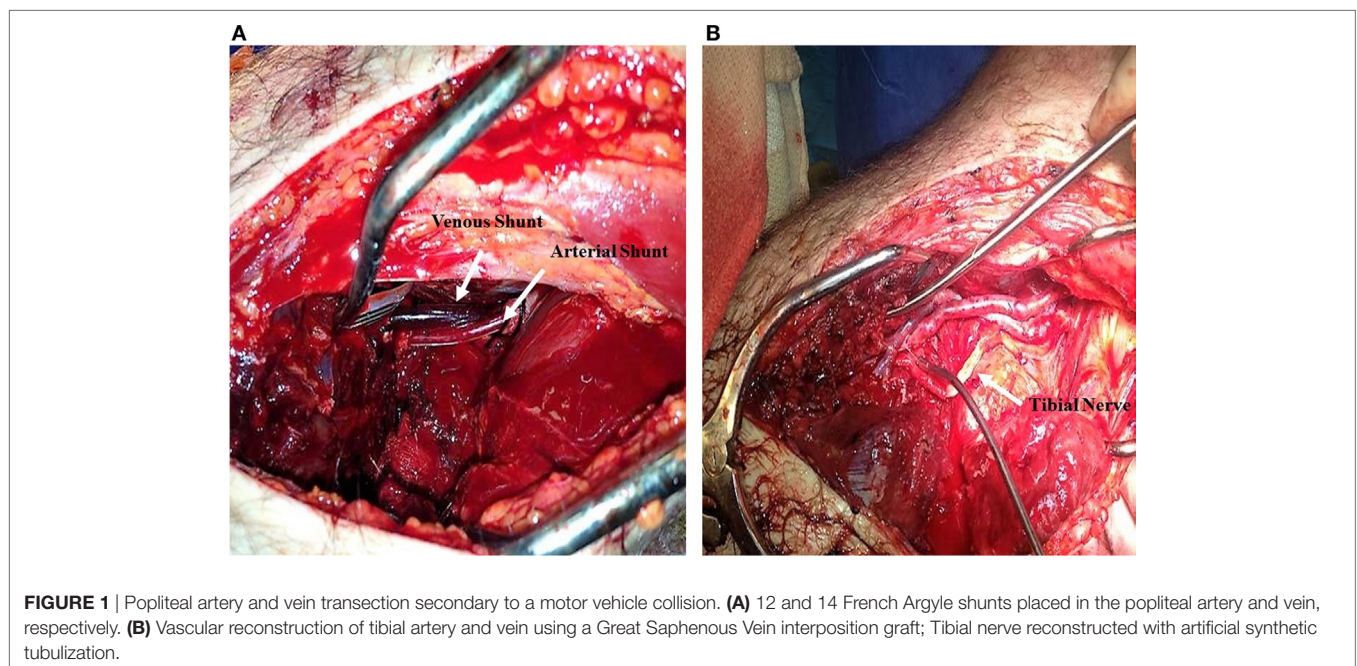 A
B
Venous Shunt
Arterial Shunt
Tibial Nerve
FIGURE 1 | Popliteal artery and vein transection secondary to a motor vehicle collision. (A) 12 and 14 French Argyle shunts placed in the popliteal artery and vein,
respectively. (B) Vascular reconstruction of tibial artery and vein using a Great Saphenous Vein interposition graft; Tibial nerve reconstructed with artificial synthetic
tubulization.